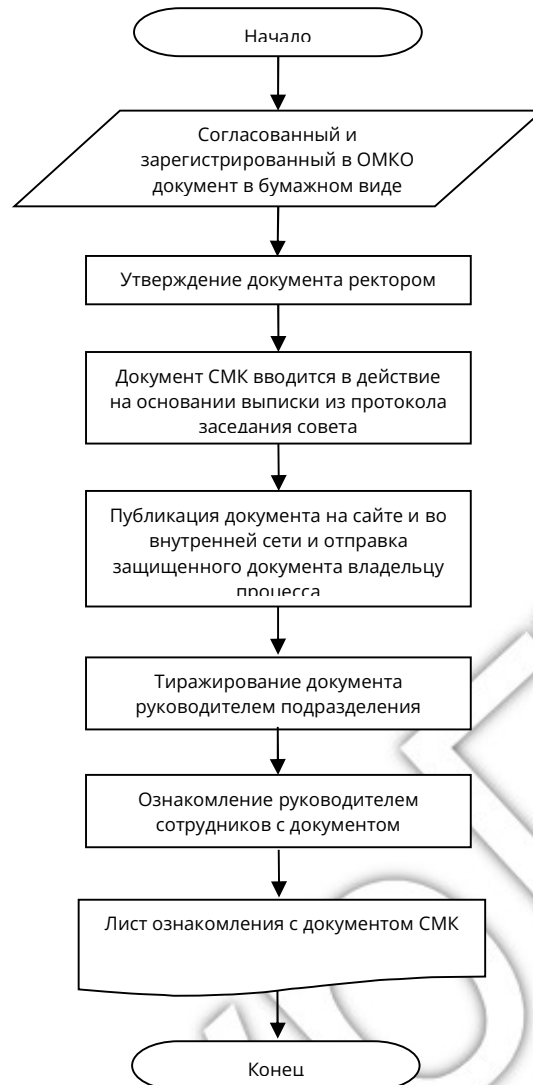 Начало
Согласованный и
зарегистрированный в ОМКО
документ в бумажном виде
Утверждение документа ректором
Документ СМК вводится в действие
на основании выписки из протокола
заседания совета
Публикация документа на сайте и во
внутренней сети и отправка
защищенного документа владельцу
процесса
Тиражирование документа
руководителем подразделения
Ознакомление руководителем
сотрудников с документом
Лист ознакомления с документом СМК
Конец